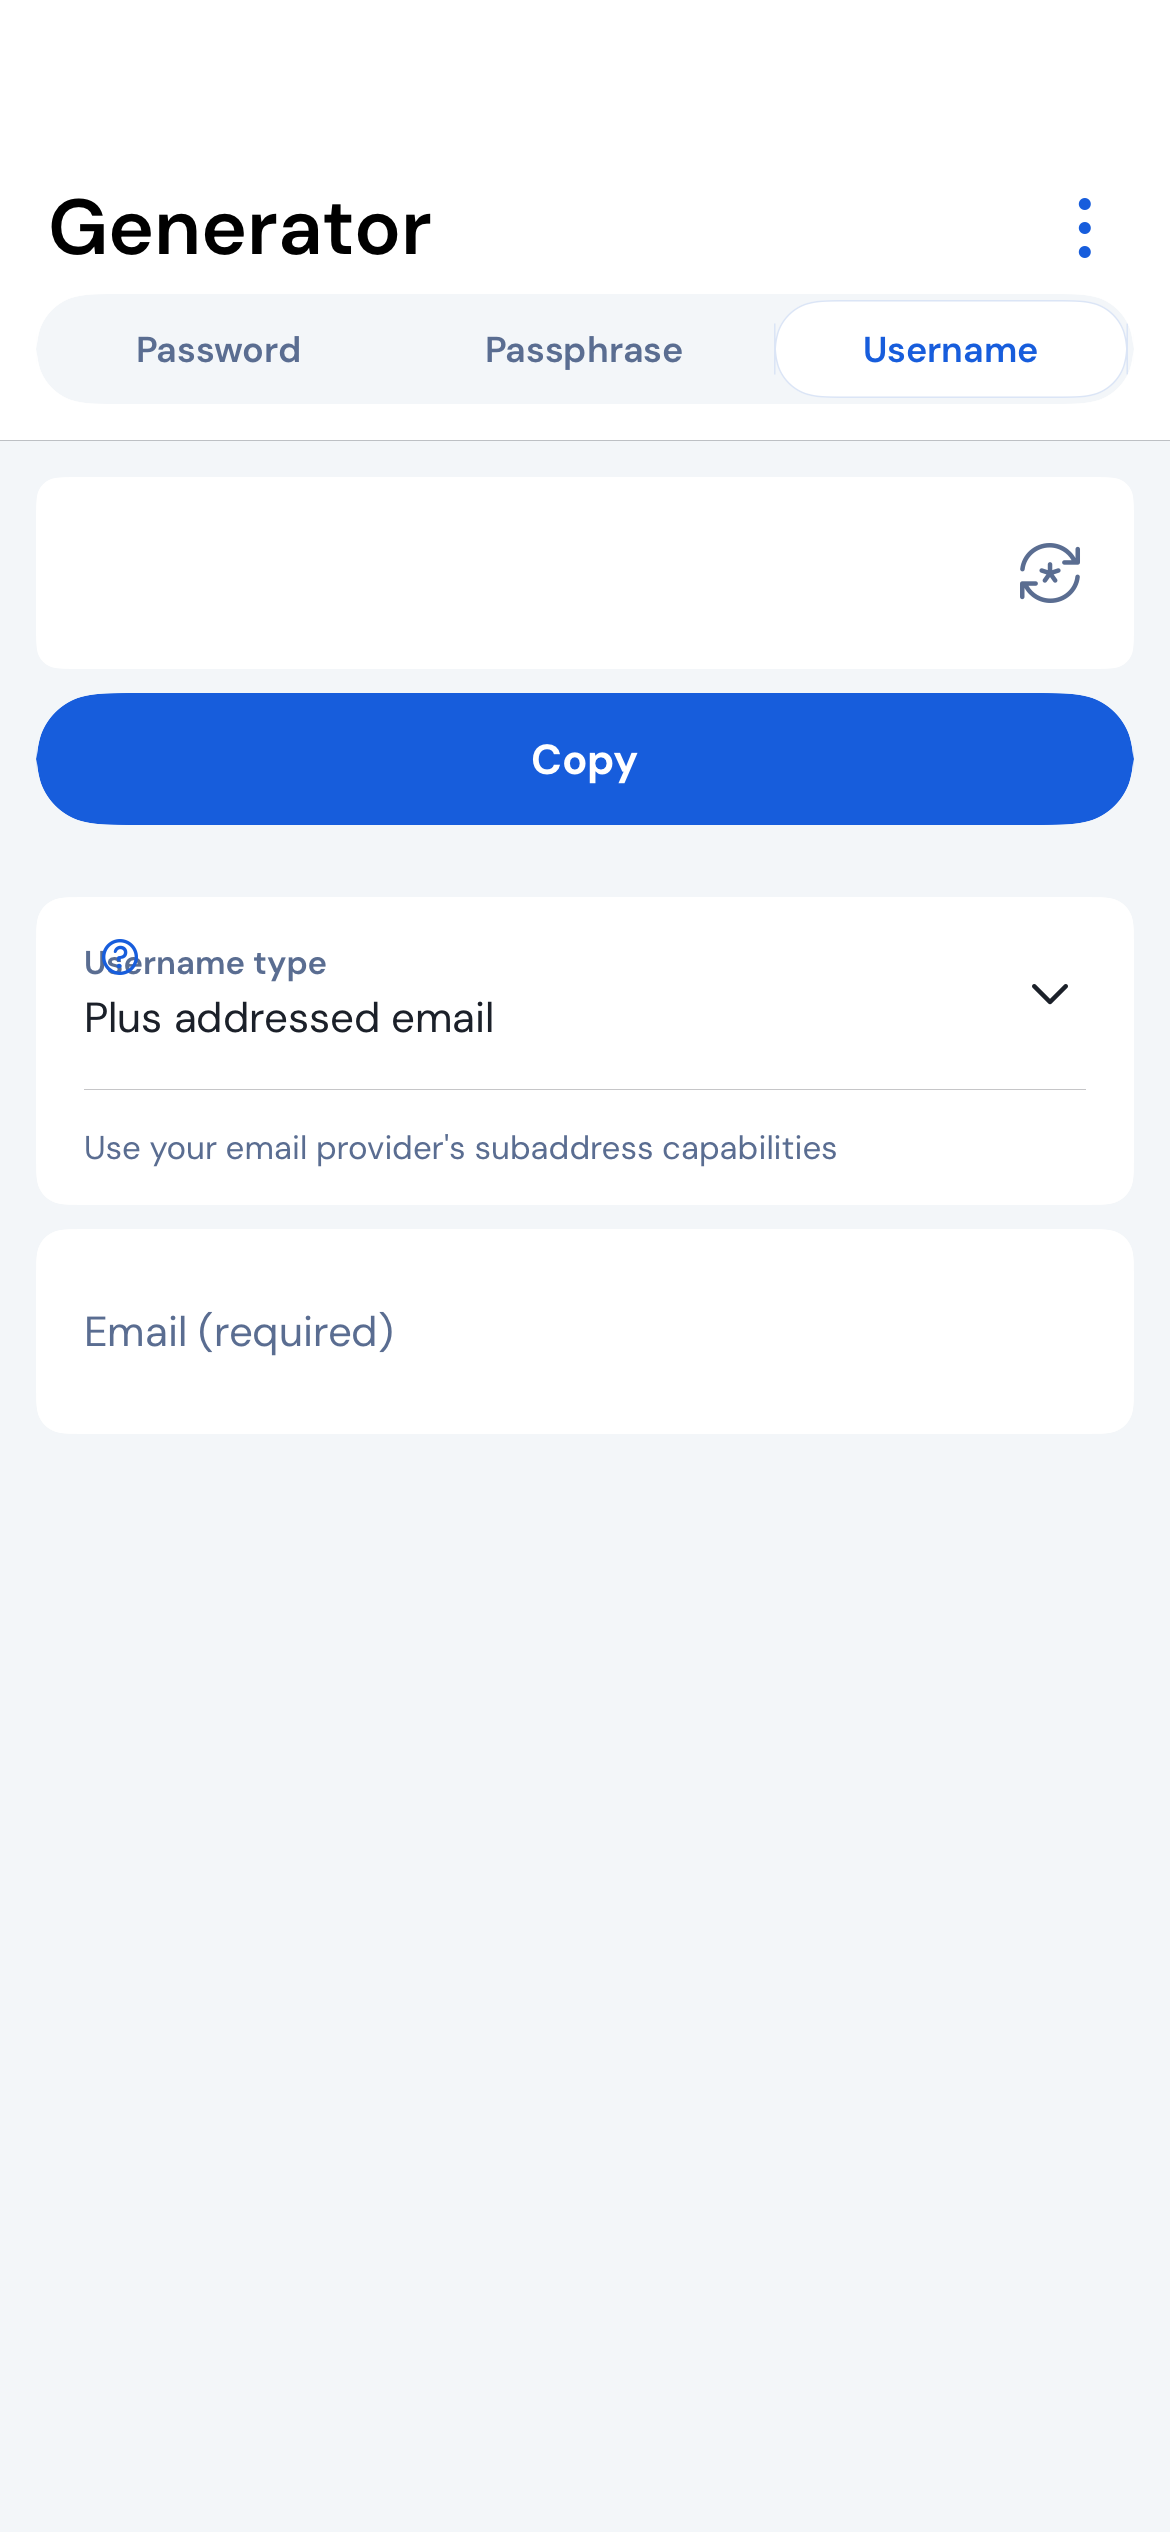 Generator
Password Passphrase Username
Copy
Username type
Plus addressed email
Use your email provider's subaddress capabilities
Email (required)